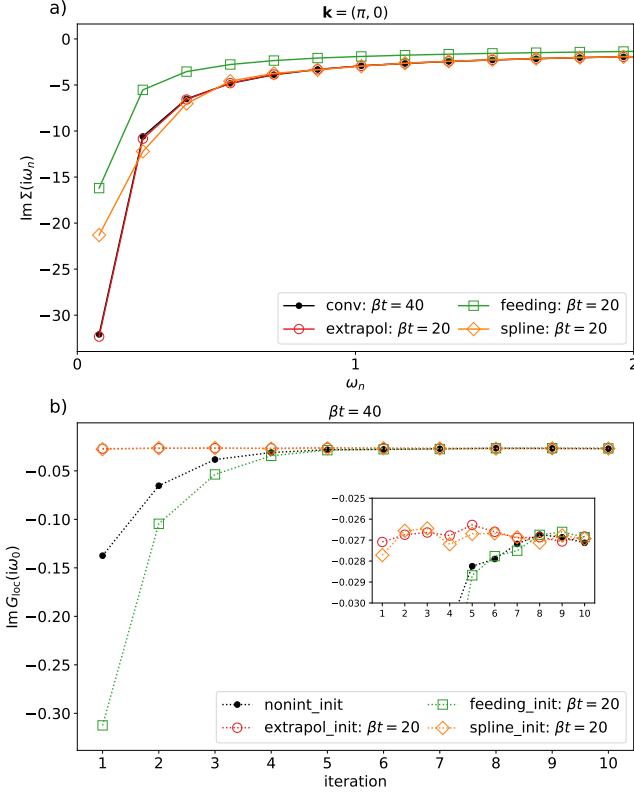 a)
k = (π, 0)
0
−5
−10
−15
−20
−25
−30
Im Σ(iωn)
conv: βt = 40
extrapol: βt = 20
feeding: βt = 20
spline: βt = 20
0
1
2
ωn
b)
βt = 40
−0.05
−0.10
−0.15
−0.20
−0.25
−0.30
Im Gloc(iω0)
−0.025
−0.026
−0.027
−0.028
−0.029
−0.030
1 2 3 4 5 6 7 8 9 10
nonint_init
extrapol_init: βt = 20
feeding_init: βt = 20
spline_init: βt = 20
1 2 3 4 5 6 7 8 9 10
iteration